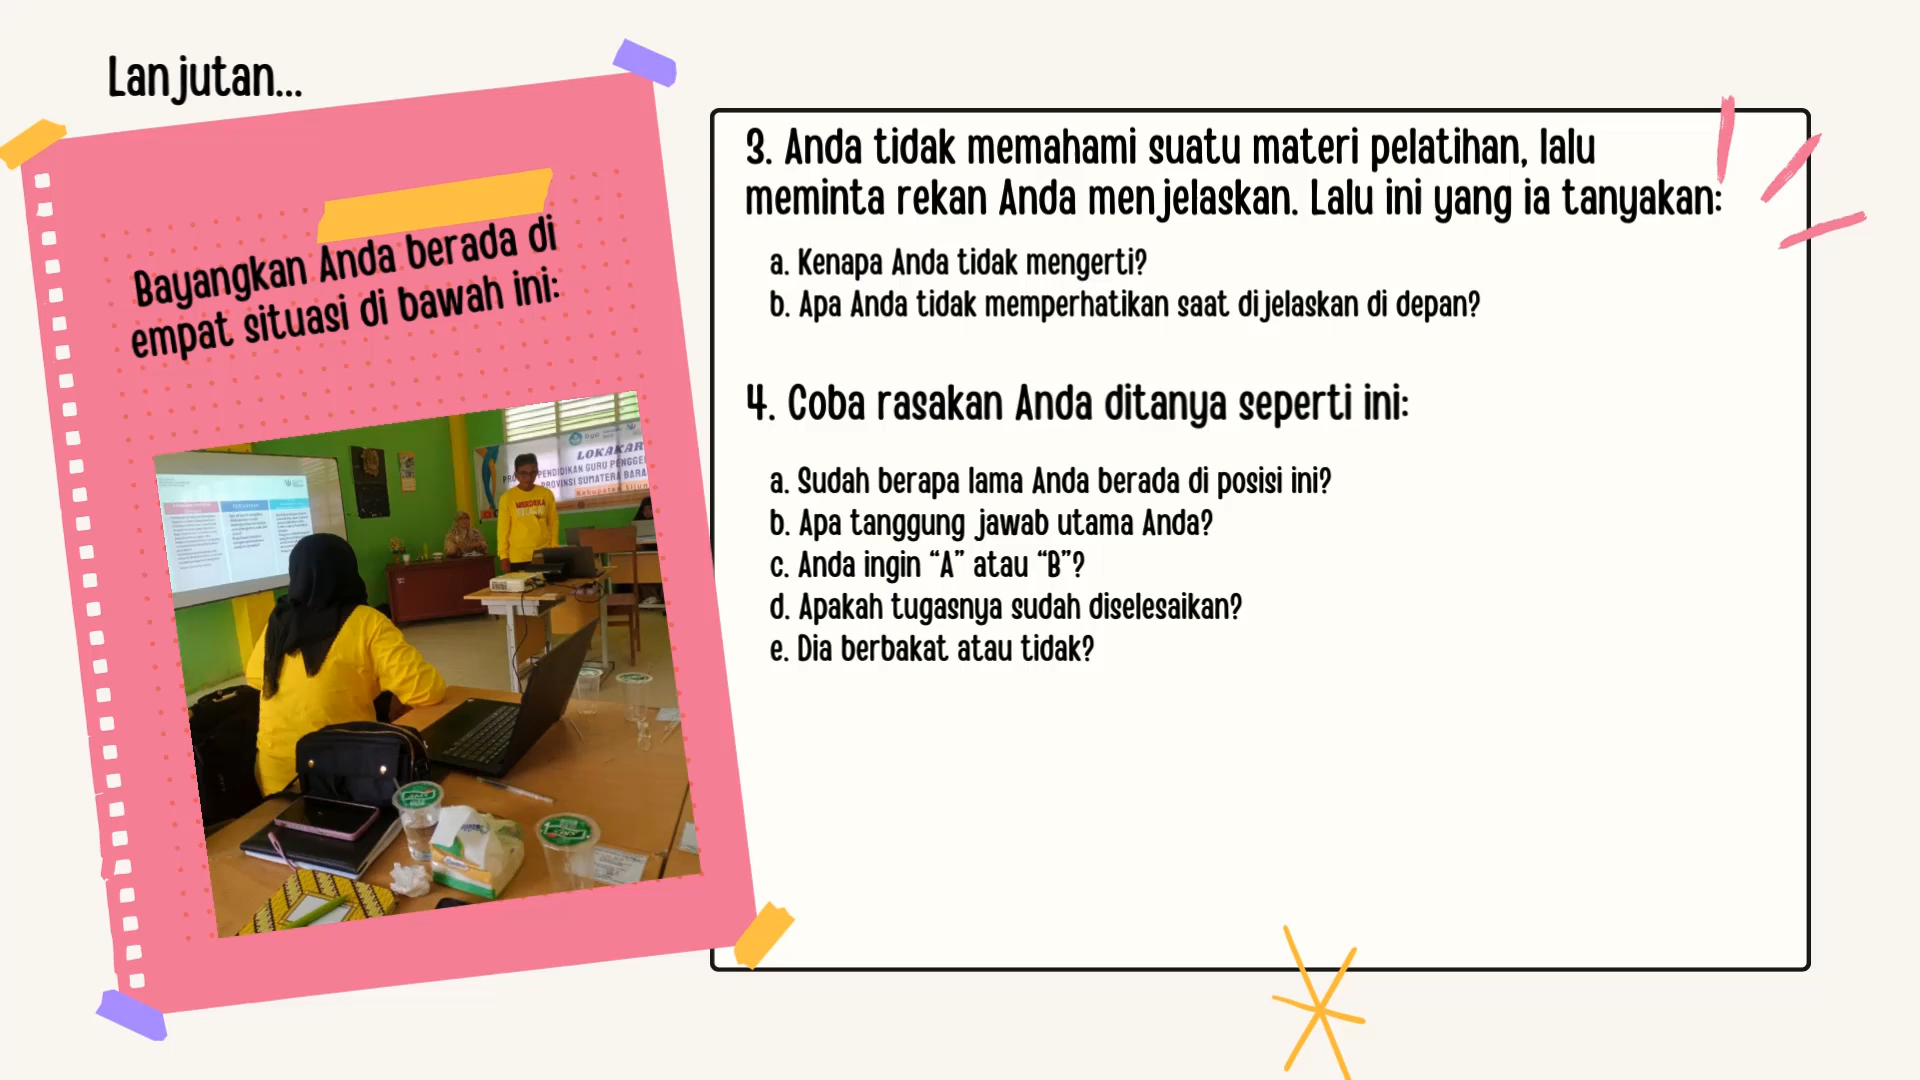 Lanjutan...
Bayangkan Anda berada di
empat situasi di bawah ini:
LOKAKAR
PENDIDIKAN GURU PENGGE
PROVINSI SUMATERA BARA
3. Anda tidak memahami suatu materi pelatihan, lalu
meminta rekan Anda menjelaskan. Lalu ini yang ia tanyakan:
a. Kenapa Anda tidak mengerti?
b. Apa Anda tidak memperhatikan saat dijelaskan di depan?
4. Coba rasakan Anda ditanya seperti ini:
a. Sudah berapa lama Anda berada di posisi ini?
b. Apa tanggung jawab utama Anda?
c. Anda ingin “A” atau “B”?
d. Apakah tugasnya sudah diselesaikan?
e. Dia berbakat atau tidak?